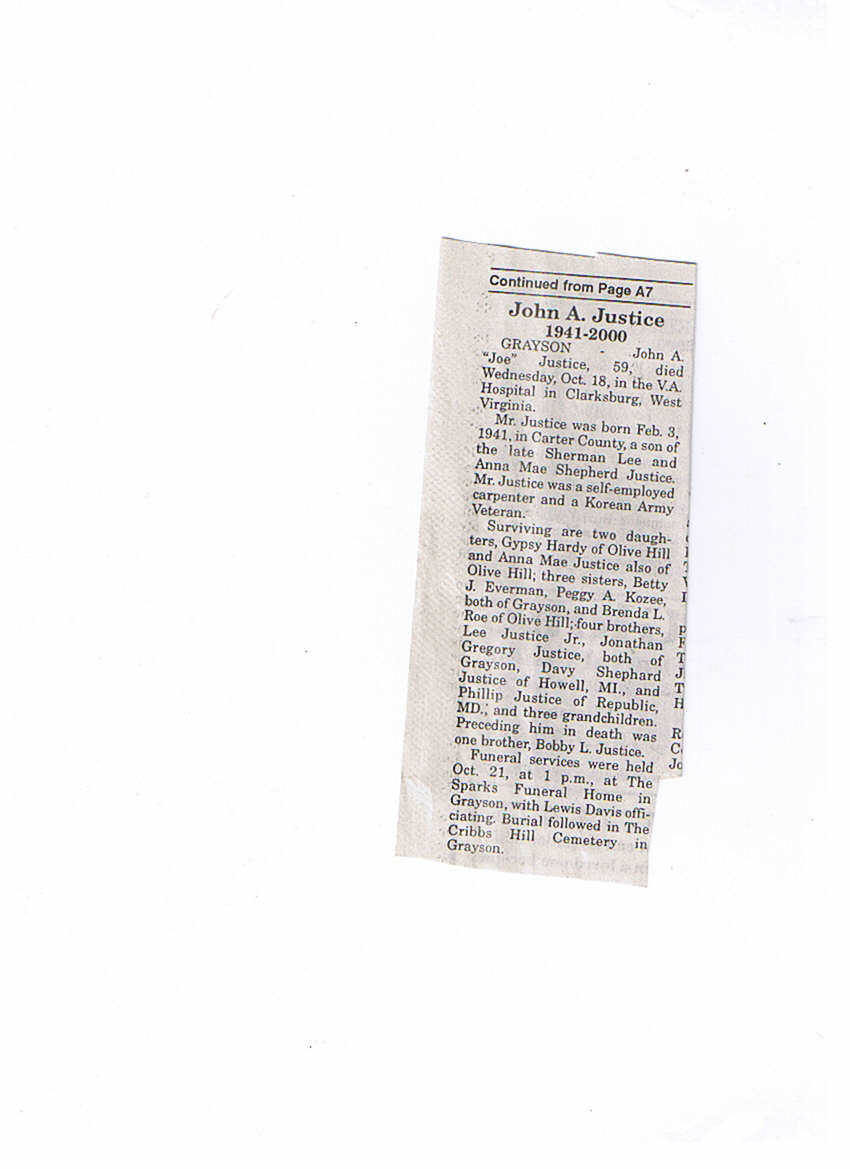 Continued from Page A7
John A. Justice
1941-2000
GRAYSON - John A.
"Joe" Justice, 59, died
Wednesday, Oct. 18, in the V.A.
Hospital in Clarksburg, West
Virginia.
Mr. Justice was born Feb. 3,
1941, in Carter County, a son of
the late Sherman Lee and
Anna Mae Shepherd Justice.
Mr. Justice was a self-employed
carpenter and a Korean Army
Veteran.
Surviving are two daugh-
ters, Gypsy Hardy of Olive Hill
and Anna Mae Justice also of
Olive Hill; three sisters, Betty
J. Everman, Peggy A. Kozee,
both of Grayson, and Brenda L.
Roe of Olive Hill; four brothers,
Lee Justice Jr., Jonathan
Gregory Justice, both of
Grayson, Davy Shephard
Justice of Howell, MI., and
Phillip Justice of Republic,
MD.; and three grandchildren.
Preceding him in death was
one brother, Bobby L. Justice.
Funeral services were held
Oct. 21, at 1 p.m., at The
Sparks Funeral Home in
Grayson, with Lewis Davis offi-
ciating. Burial followed in The
Cribbs Hill Cemetery in
Grayson.